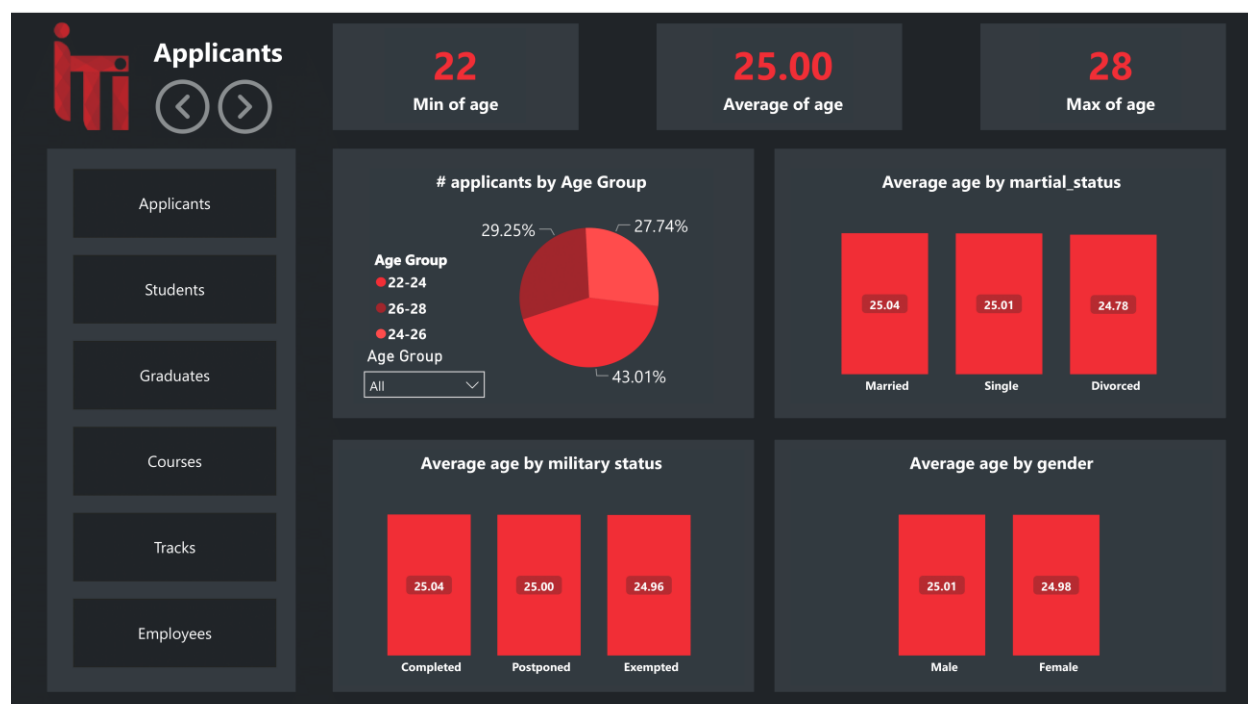 iTi
Applicants
22
Min of age
25.00
Average of age
28
Max of age
Applicants
Students
Graduates
Courses
Tracks
Employees
# applicants by Age Group
29.25%
27.74%
43.01%
Age Group
22-24
26-28
24-26
Age Group
All
Average age by martial_status
25.04
25.01
24.78
Married
Single
Divorced
Average age by military status
25.04
25.00
24.96
Completed
Postponed
Exempted
Average age by gender
25.01
24.98
Male
Female